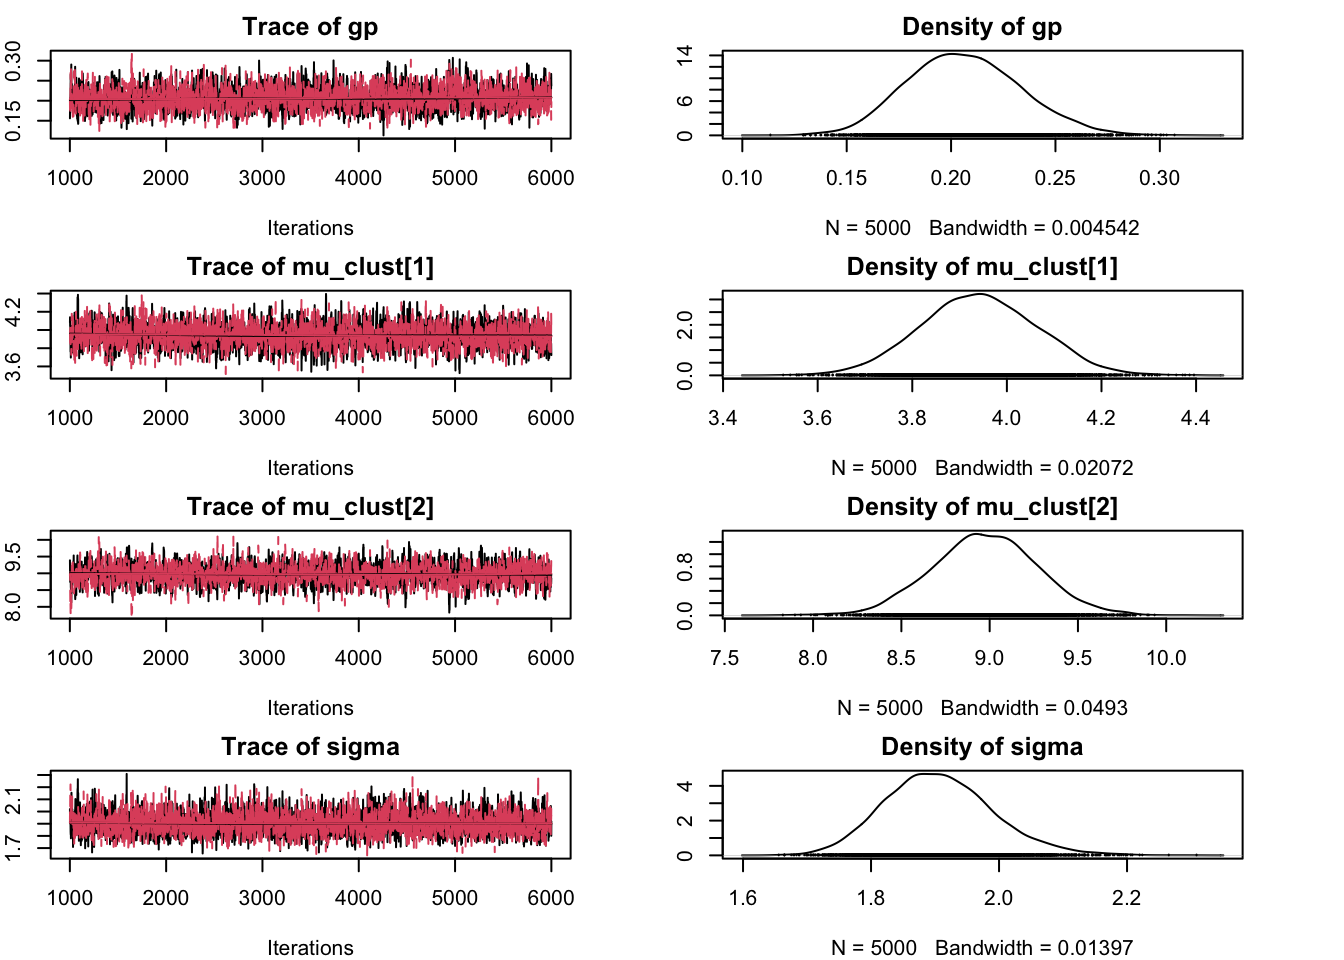 Trace of gp
0.15 0.30
1000 2000 3000 4000 5000 6000
Iterations
Density of gp
0 6 14
0.10 0.15 0.20 0.25 0.30
N = 5000 Bandwidth = 0.004542
Trace of mu_clust[1]
3.6 4.2
1000 2000 3000 4000 5000 6000
Iterations
Density of mu_clust[1]
0.0 2.0
3.4 3.6 3.8 4.0 4.2 4.4
N = 5000 Bandwidth = 0.02072
Trace of mu_clust[2]
8.0 9.5
1000 2000 3000 4000 5000 6000
Iterations
Density of mu_clust[2]
0.0 0.8
7.5 8.0 8.5 9.0 9.5 10.0
N = 5000 Bandwidth = 0.0493
Trace of sigma
1.7 2.1
1000 2000 3000 4000 5000 6000
Iterations
Density of sigma
0 2 4
1.6 1.8 2.0 2.2
N = 5000 Bandwidth = 0.01397